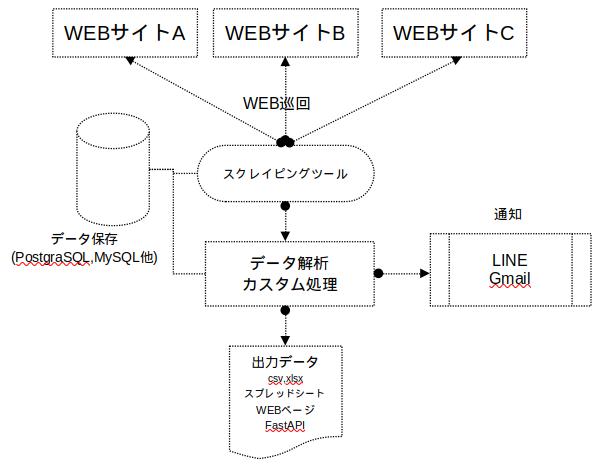 WEBサイトA
WEBサイトB
WEBサイトC
WEB巡回
スクレイピングツール
データ保存
(PostgraSQL,MySQL他)
データ解析
カスタム処理
通知
LINE
Gmail
出力データ
csv,xlsx
スプレッドシート
WEBページ
FastAPI